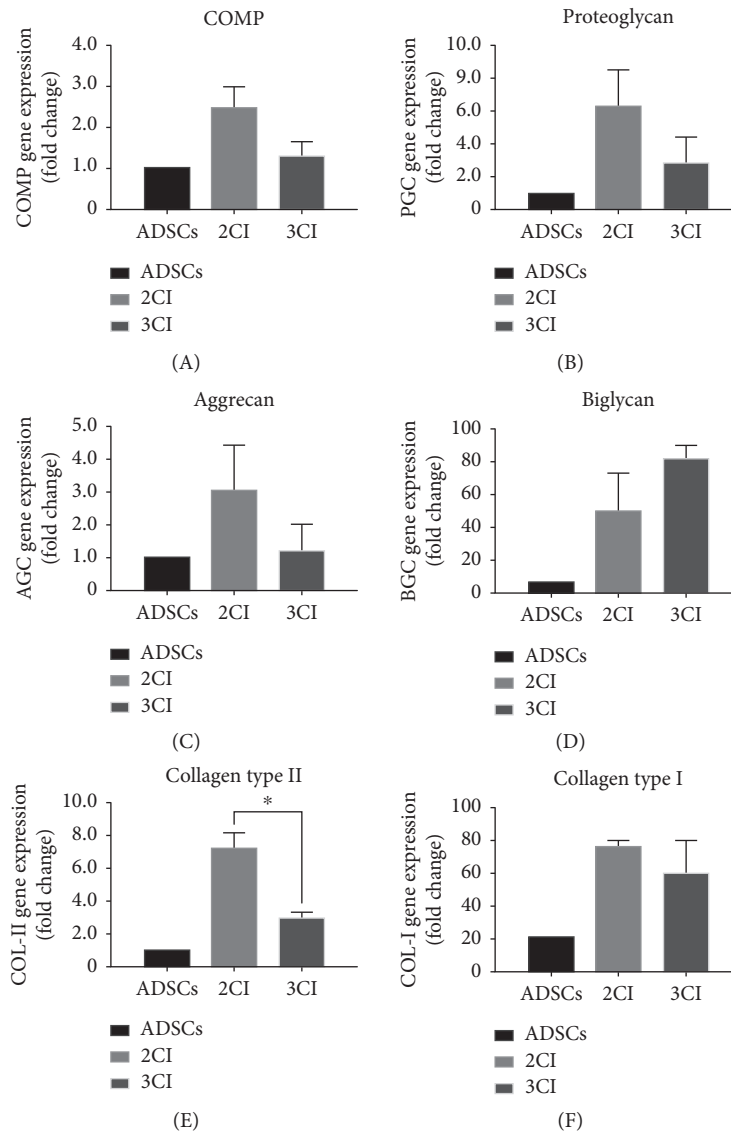 COMP
COMP gene expression
(fold change)
4.0
3.0
2.0
1.0
0
ADSCs 2CI 3CI
ADSCs
2CI
3CI
(A)
Proteoglycan
PGC gene expression
(fold change)
10.0
9.0
6.0
4.0
2.0
0
ADSCs 2CI 3CI
ADSCs
2CI
3CI
(B)
Aggrecan
AGC gene expression
(fold change)
5.0
4.0
3.0
2.0
1.0
0
ADSCs 2CI 3CI
ADSCs
2CI
3CI
(C)
Biglycan
BGC gene expression
(fold change)
100
80
60
40
20
0
ADSCs 2CI 3CI
ADSCs
2CI
3CI
(D)
Collagen type II
COL-II gene expression
(fold change)
10.0
8.0
6.0
4.0
2.0
0
*
ADSCs 2CI 3CI
ADSCs
2CI
3CI
(E)
Collagen type I
COL-I gene expression
(fold change)
100
80
60
40
20
0
ADSCs 2CI 3CI
ADSCs
2CI
3CI
(F)